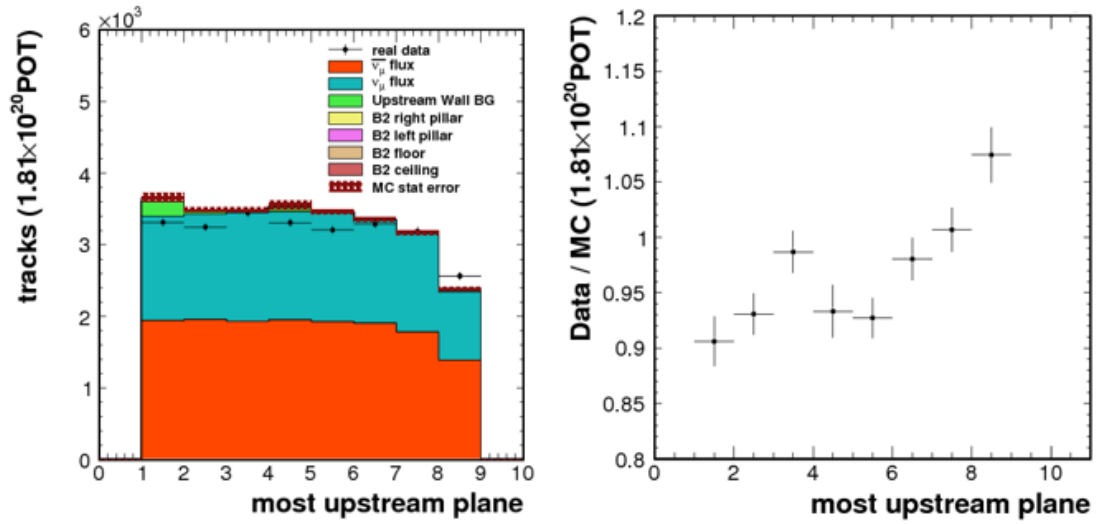 ×10³
6
5
4
3
2
1
0
tracks (1.81×10²⁰POT)
real data
ν̅_μ flux
ν_μ flux
Upstream Wall BG
B2 right pillar
B2 left pillar
B2 floor
B2 ceiling
MC stat error
0 1 2 3 4 5 6 7 8 9 10
most upstream plane
1.2
1.15
1.1
1.05
1
0.95
0.9
0.85
0.8
Data / MC (1.81×10²⁰POT)
0 2 4 6 8 10
most upstream plane